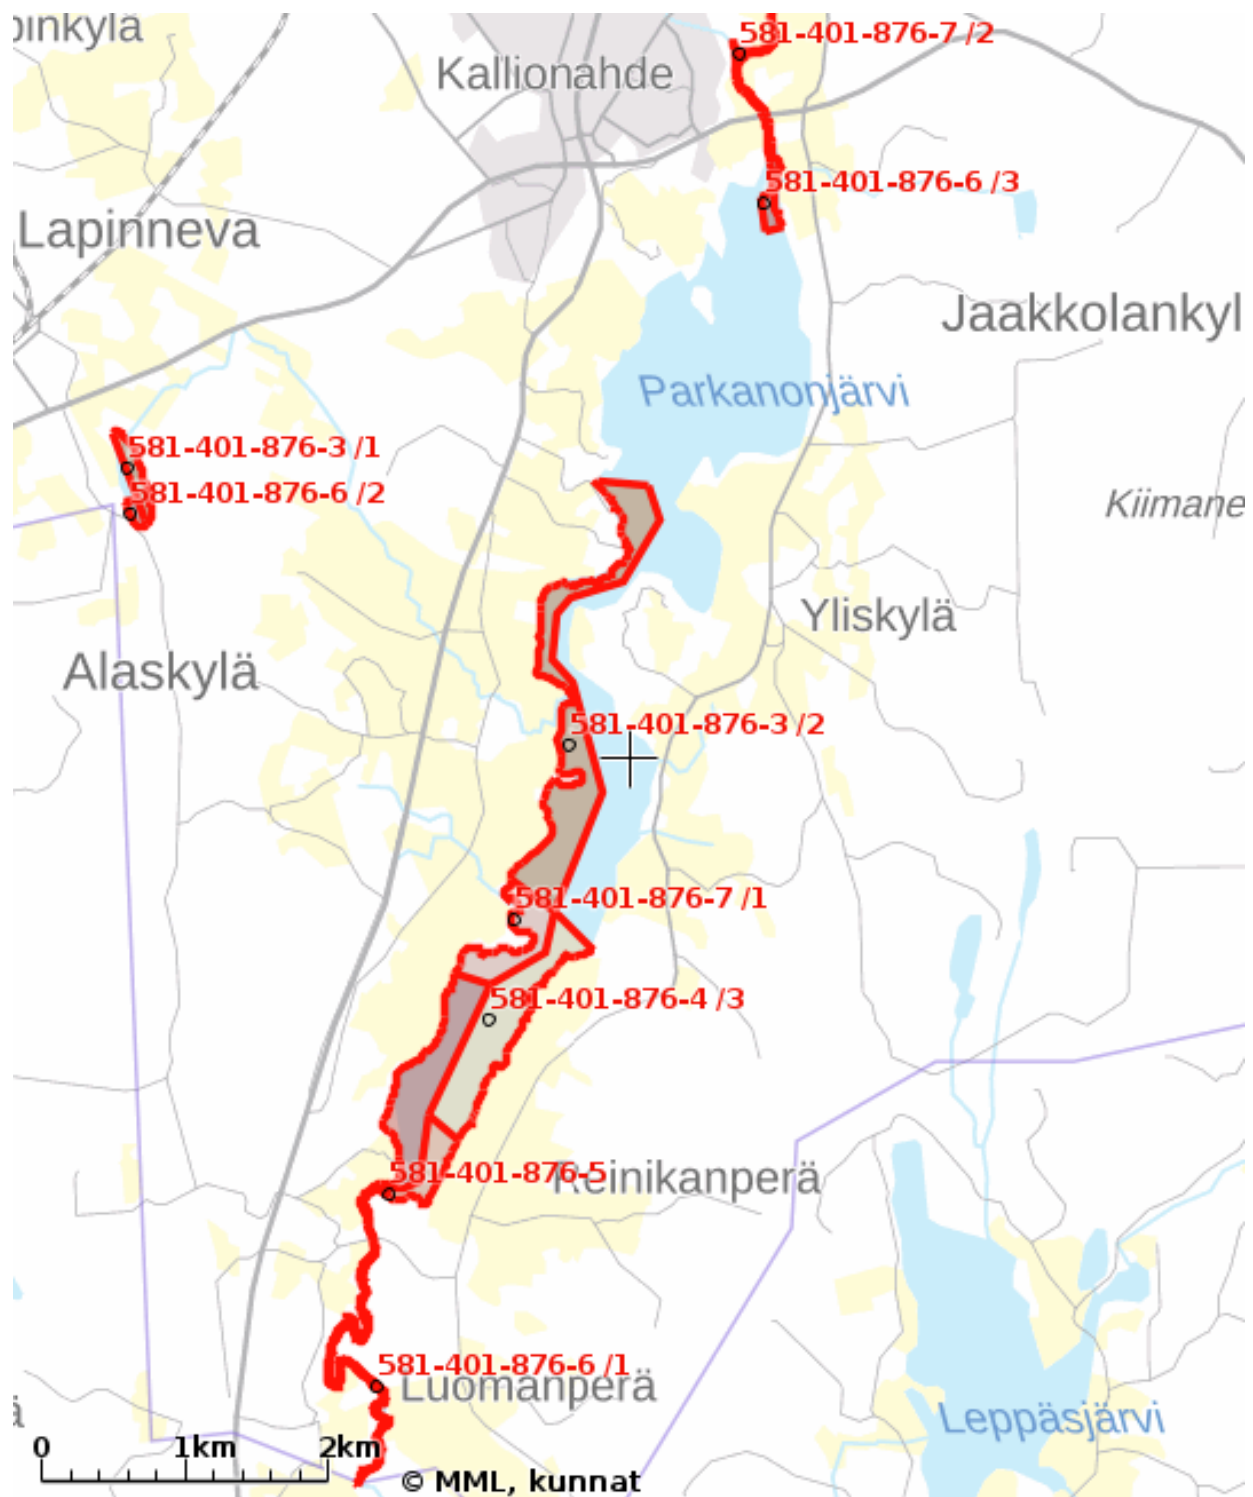 581-401-876-7 /2
Kallionahde
581-401-876-6 /3
Lapinneva
Jaakkolankyl
Parkanonjärvi
581-401-876-3 /1
581-401-876-6 /2
Kiimane
Yliskylä
Alaskylä
581-401-876-3 /2
581-401-876-7 /1
581-401-876-4 /3
581-401-876-5
Reinikanperä
581-401-876-6 /1
Luomanperä
Leppäsjärvi
0 1km 2km
© MML, kunnat